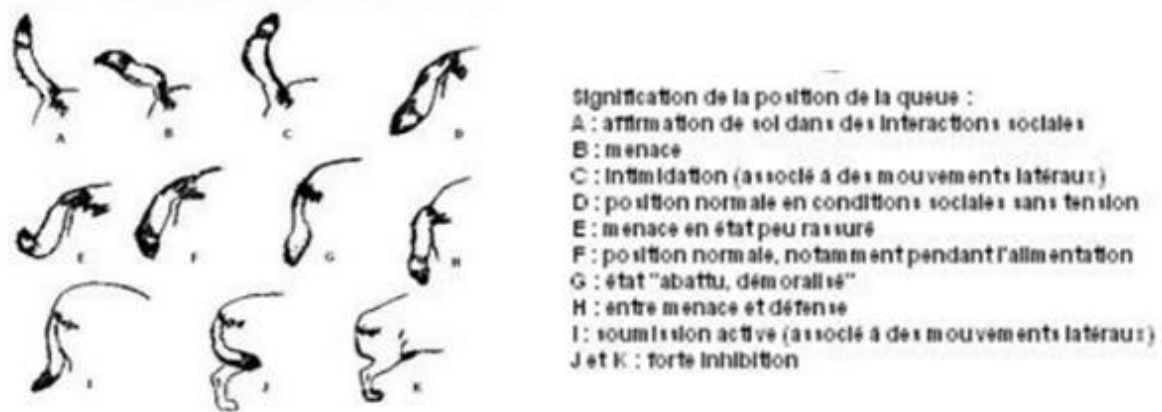 A B C D
E F G H
I J K
Signification de la position de la queue :
A : affirmation de soi dans des interactions sociales
B : menace
C : intimidation (associé à des mouvements latéraux)
D : position normale en conditions sociales sans tension
E : menace en état peu rassuré
F : position normale, notamment pendant l'alimentation
G : état "abattu, démoralisé"
H : entre menace et défense
I : soumission active (associé à des mouvements latéraux)
J et K : forte inhibition